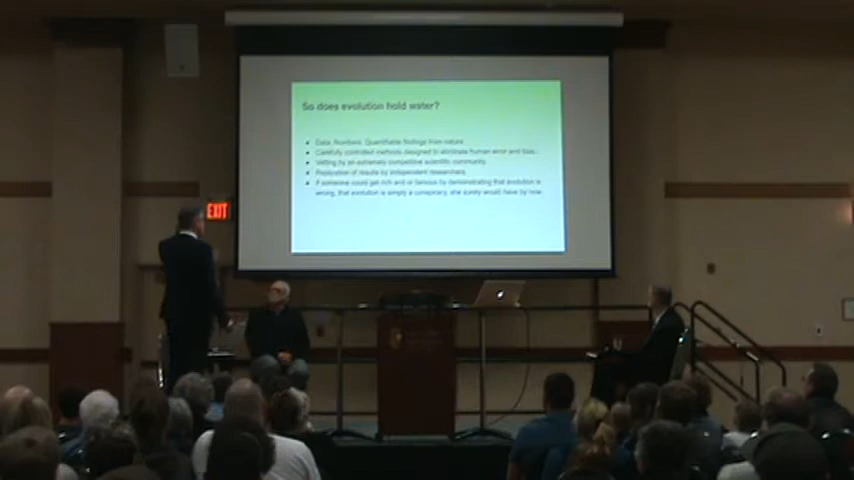 So does evolution hold water?
Data. Numbers. Quantifiable findings from nature.
Carefully controlled methods designed to eliminate human error and bias.
Vetting by an extremely competitive scientific community.
Replication of results by independent researchers.
If someone could get rich and or famous by demonstrating that evolution is
wrong, that evolution is simply a conspiracy, she surely would have by now.
EXIT